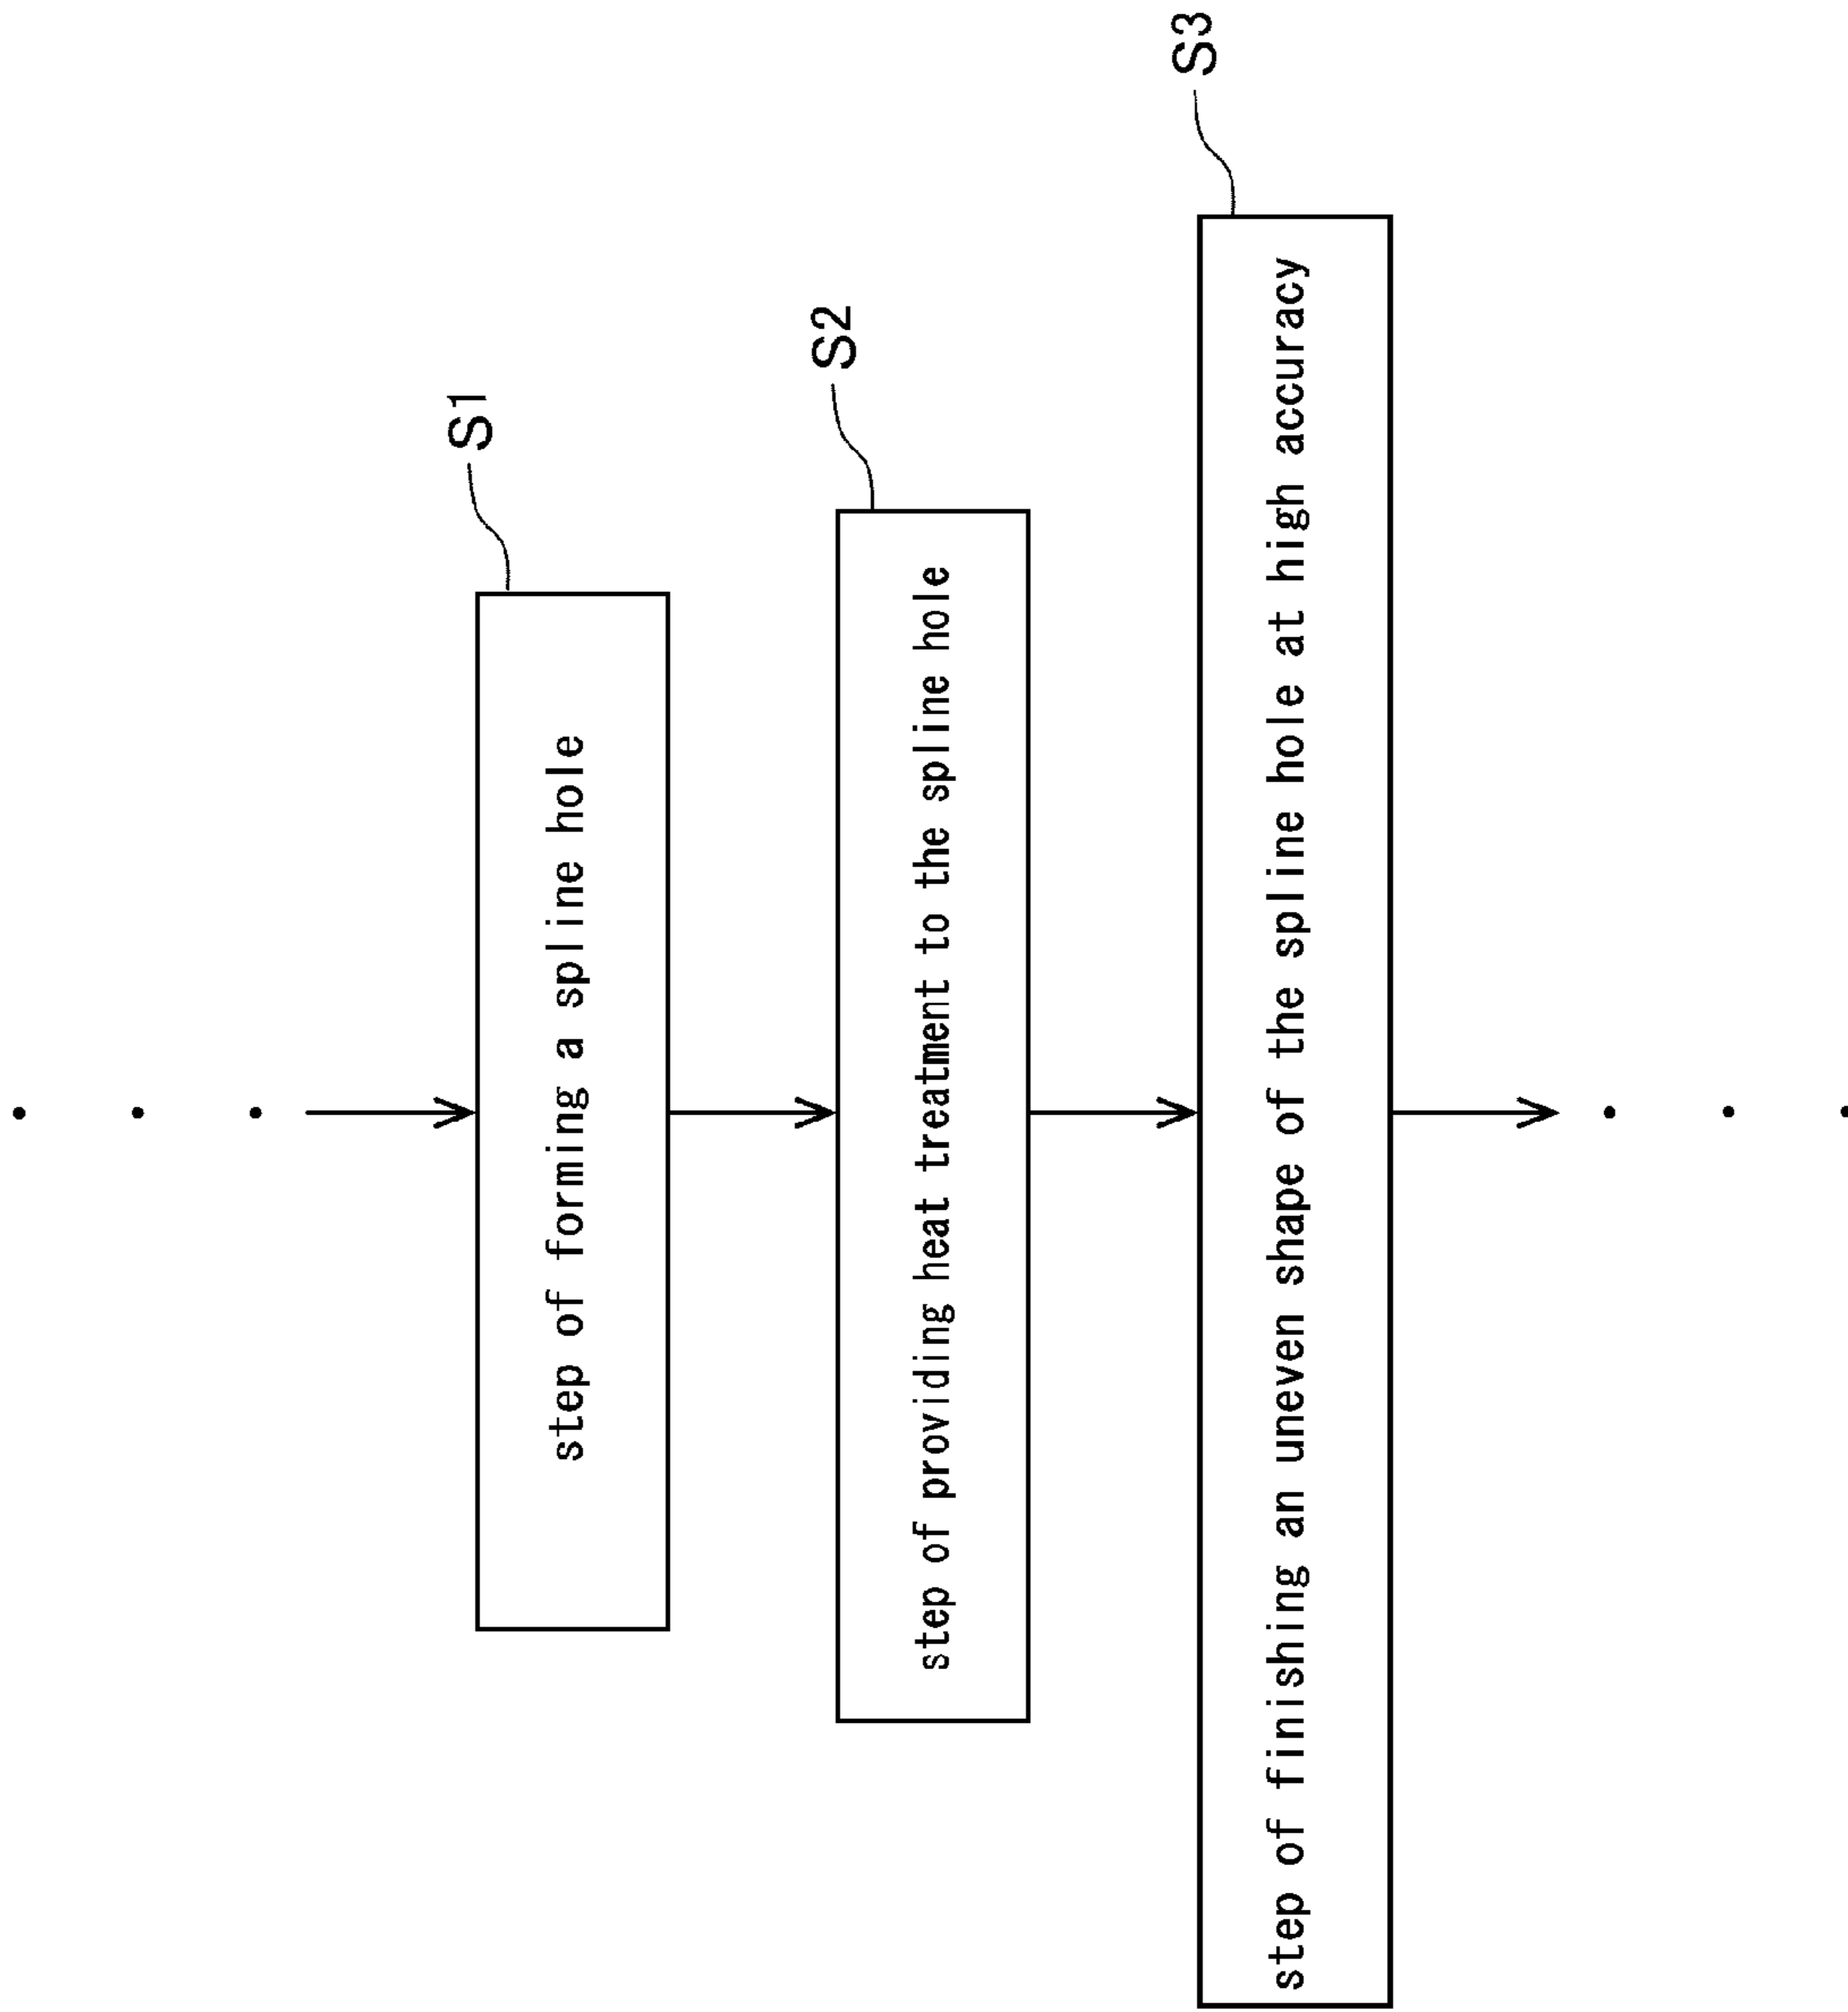 S1
step of forming a spline hole
S2
step of providing heat treatment to the spline hole
S3
step of finishing an uneven shape of the spline hole at high accuracy